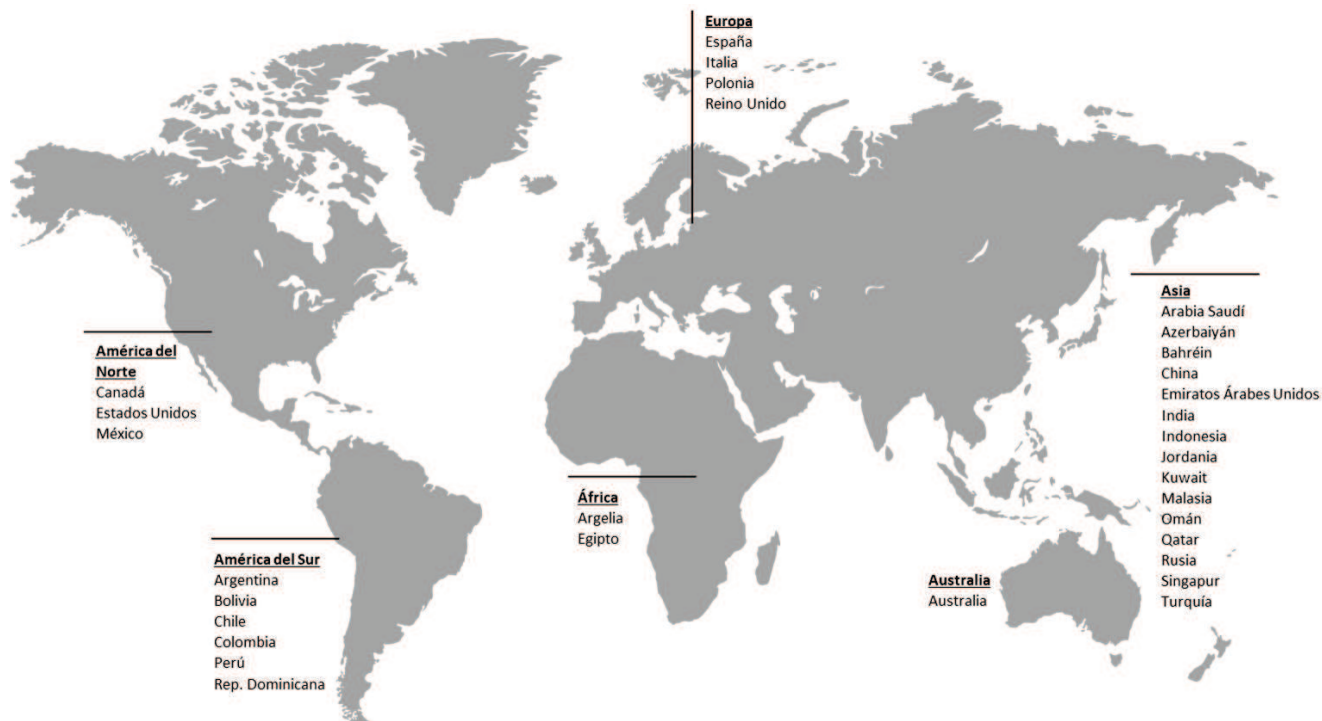 Europa
España
Italia
Polonia
Reino Unido
América del
Norte
Canadá
Estados Unidos
México
América del Sur
Argentina
Bolivia
Chile
Colombia
Perú
Rep. Dominicana
África
Argelia
Egipto
Australia
Australia
Asia
Arabia Saudí
Azerbaiyán
Bahréin
China
Emiratos Árabes Unidos
India
Indonesia
Jordania
Kuwait
Malasia
Omán
Qatar
Rusia
Singapur
Turquía